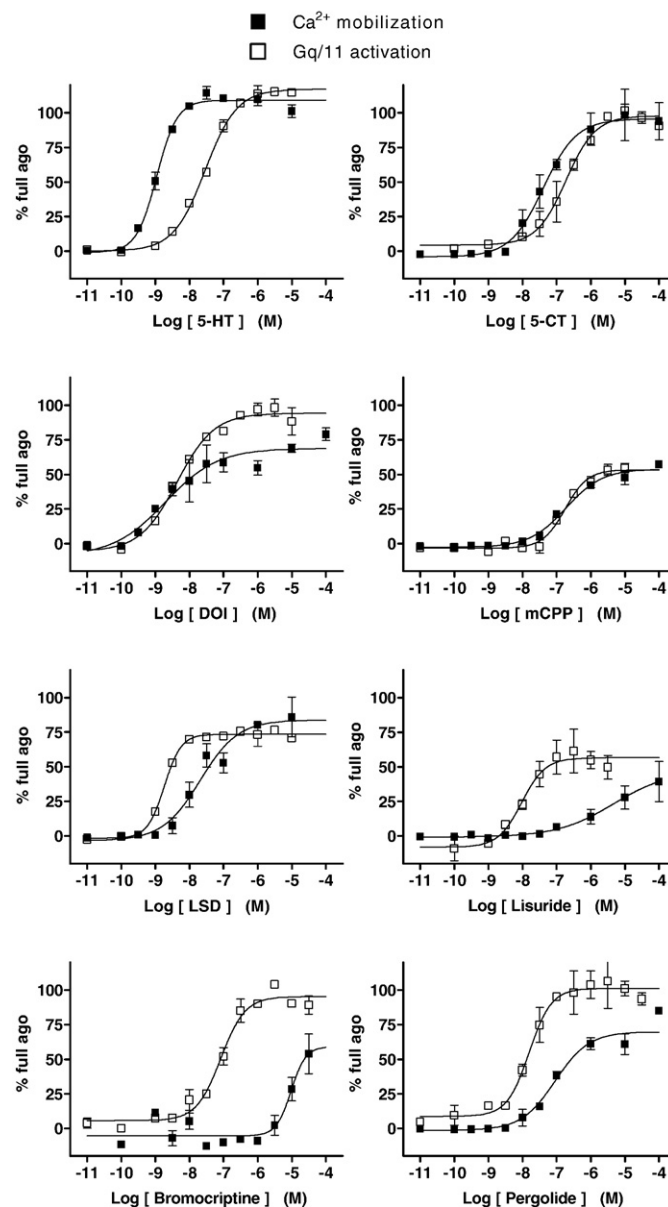 Ca²⁺ mobilization
Gq/11 activation
% full ago
100
75
50
25
0
-11 -10 -9 -8 -7 -6 -5 -4
Log [ 5-HT ] (M)
% full ago
100
75
50
25
0
-11 -10 -9 -8 -7 -6 -5 -4
Log [ 5-CT ] (M)
% full ago
100
75
50
25
0
-11 -10 -9 -8 -7 -6 -5 -4
Log [ DOI ] (M)
% full ago
100
75
50
25
0
-11 -10 -9 -8 -7 -6 -5 -4
Log [ mCPP ] (M)
% full ago
100
75
50
25
0
-11 -10 -9 -8 -7 -6 -5 -4
Log [ LSD ] (M)
% full ago
100
75
50
25
0
-11 -10 -9 -8 -7 -6 -5 -4
Log [ Lisuride ] (M)
% full ago
100
75
50
25
0
-11 -10 -9 -8 -7 -6 -5 -4
Log [ Bromocriptine ] (M)
% full ago
100
75
50
25
0
-11 -10 -9 -8 -7 -6 -5 -4
Log [ Pergolide ] (M)